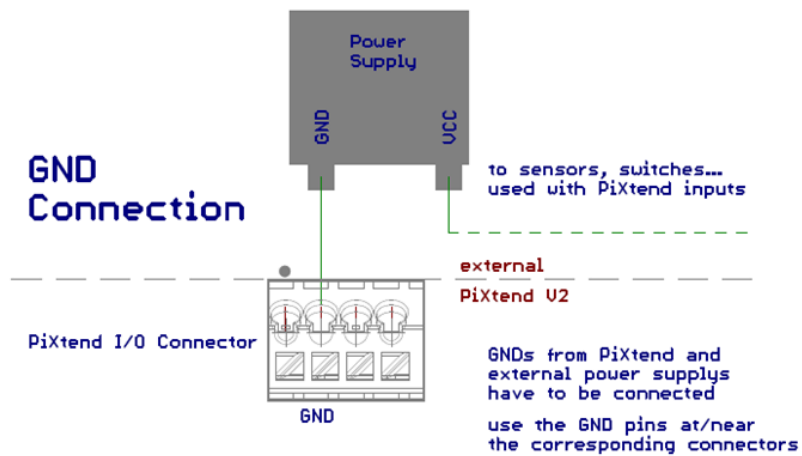 Power
Supply
GND
VCC
GND
Connection
to sensors, switches...
used with PiXtend inputs
external
PiXtend V2
PiXtend I/O Connector
GND
GNDs from PiXtend and
external power supplys
have to be connected
use the GND pins at/near
the corresponding connectors